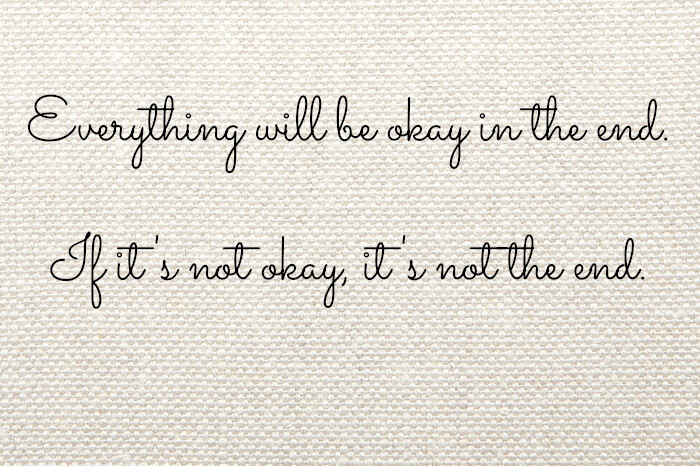 Everything will be okay in the end.
If it's not okay, it's not the end.